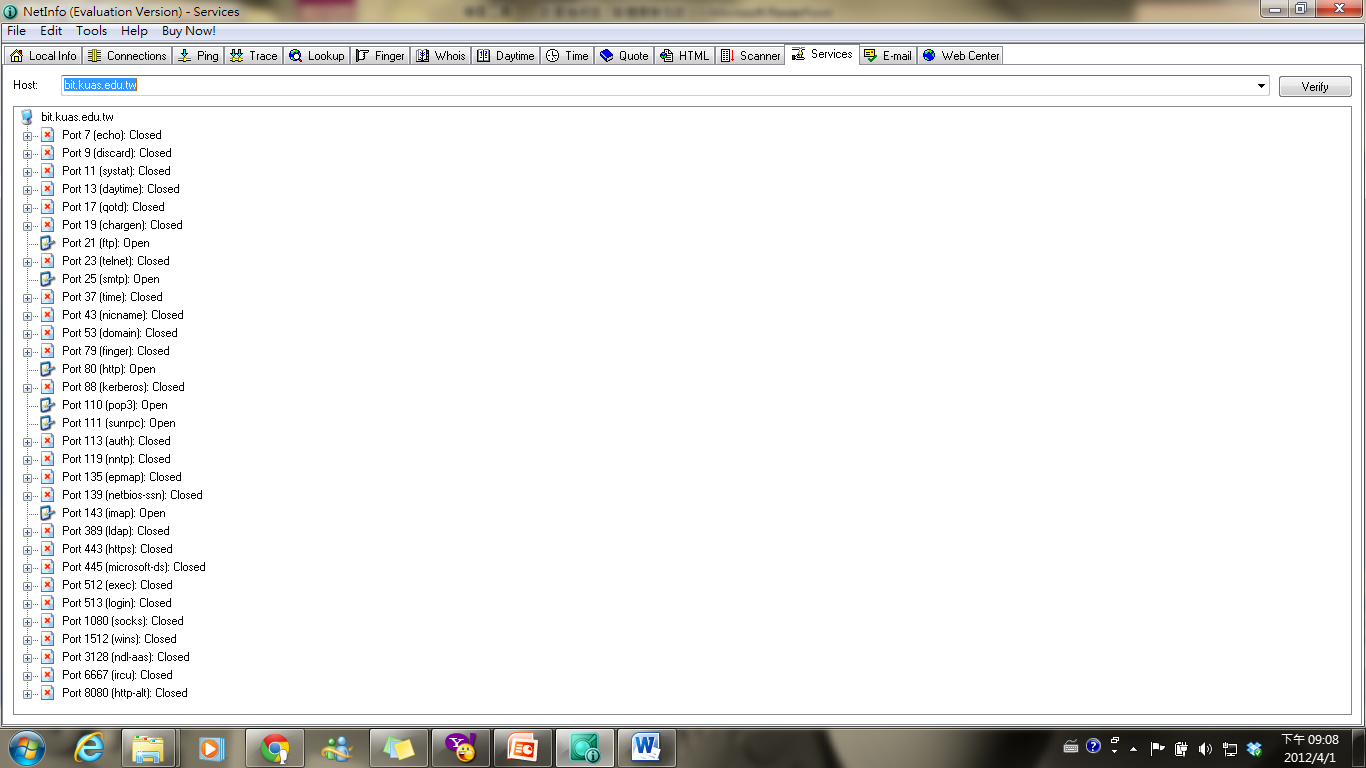 NetInfo (Evaluation Version) - Services
File Edit Tools Help Buy Now!
Local Info Connections Ping Trace Lookup Finger Whois Daytime Time Quote HTML Scanner Services E-mail Web Center
Host: bit.kuas.edu.tw Verify
bit.kuas.edu.tw
Port 7 (echo): Closed
Port 9 (discard): Closed
Port 11 (systat): Closed
Port 13 (daytime): Closed
Port 17 (qotd): Closed
Port 19 (chargen): Closed
Port 21 (ftp): Open
Port 23 (telnet): Closed
Port 25 (smtp): Open
Port 37 (time): Closed
Port 43 (nicname): Closed
Port 53 (domain): Closed
Port 79 (finger): Closed
Port 80 (http): Open
Port 88 (kerberos): Closed
Port 110 (pop3): Open
Port 111 (sunrpc): Open
Port 113 (auth): Closed
Port 119 (nntp): Closed
Port 135 (epmap): Closed
Port 139 (netbios-ssn): Closed
Port 143 (imap): Open
Port 389 (ldap): Closed
Port 443 (https): Closed
Port 445 (microsoft-ds): Closed
Port 512 (exec): Closed
Port 513 (login): Closed
Port 1080 (socks): Closed
Port 1512 (wins): Closed
Port 3128 (ndl-aas): Closed
Port 6667 (ircu): Closed
Port 8080 (http-alt): Closed
下午 09:08
2012/4/1